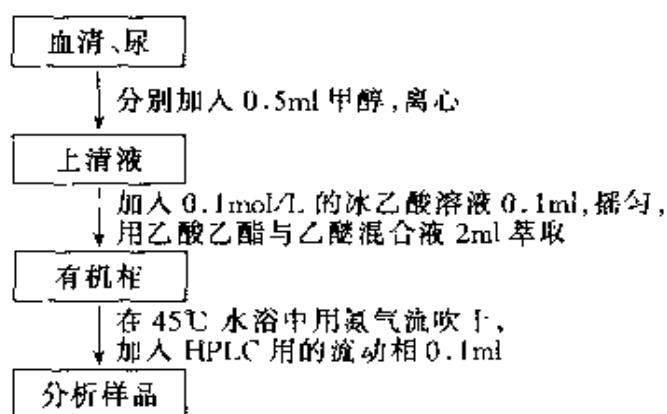 血清、尿
分别加入 0.5ml 甲醇,离心
上清液
加入 0.1mol/L 的冰乙酸溶液 0.1ml,摇匀,
用乙酸乙酯与乙醚混合液 2ml 萃取
有机相
在 45℃ 水浴中用氮气流吹干,
加入 HPLC 用的流动相 0.1ml
分析样品